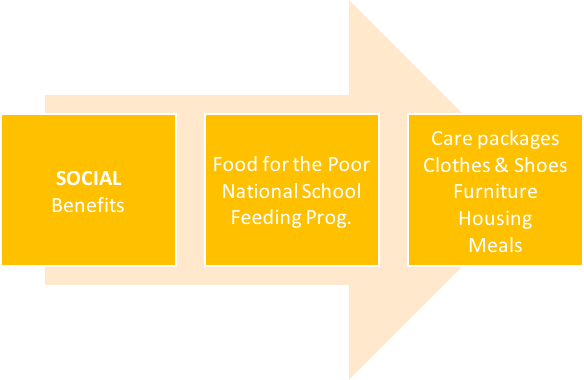 SOCIAL
Benefits
Food for the Poor
National School
Feeding Prog.
Care packages
Clothes & Shoes
Furniture
Housing
Meals